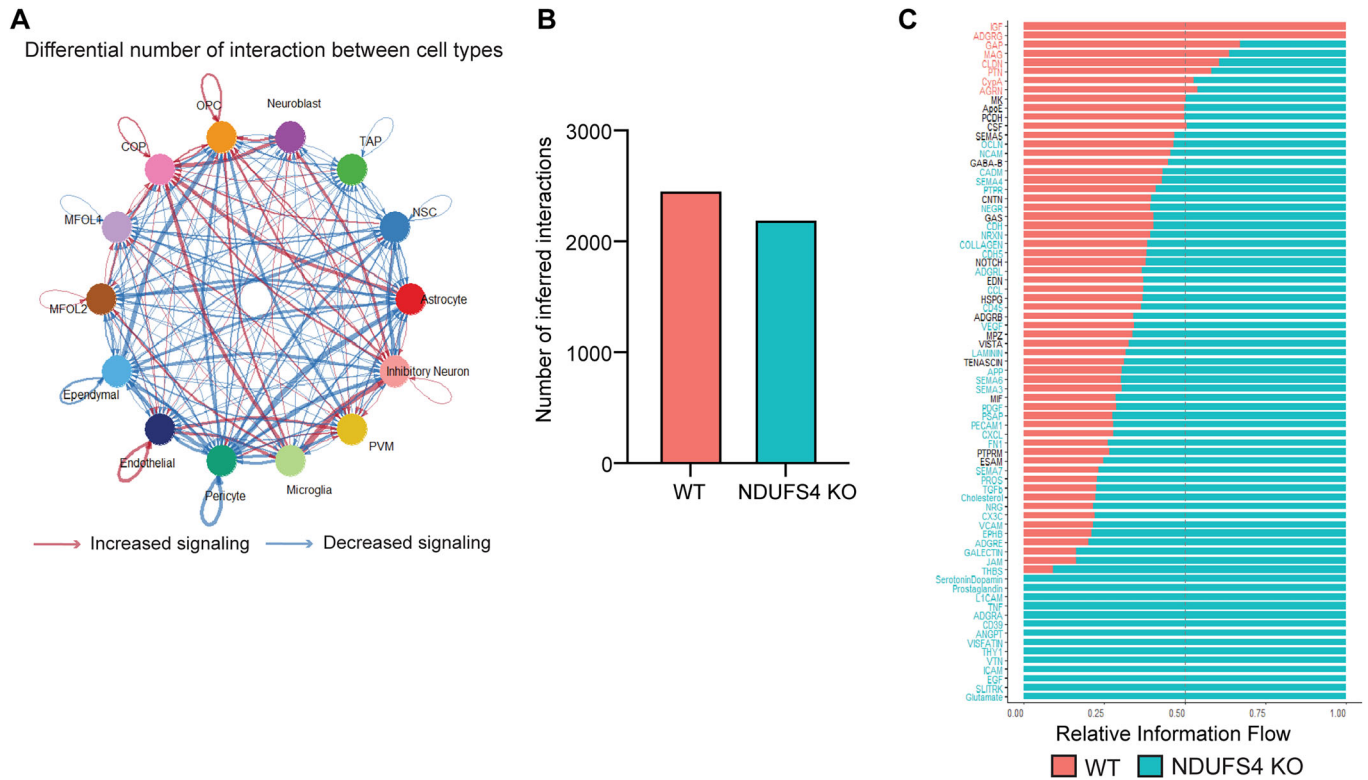 A
Differential number of interaction between cell types
OPC
Neuroblast
COP
TAP
MFOL1
NSC
MFOL2
Astrocyte
Ependymal
Inhibitory Neuron
Endothelial
PVM
Pericyte
Microglia
Increased signaling
Decreased signaling
B
Number of inferred interactions
3000
2000
1000
0
WT
NDUFS4 KO
C
IGF
ADGRG
GAP
MAG
CLDN
PTN
CypA
AGRN
MK
ApoE
PCDH
CSF
SEMA5
OCLN
NCAM
GABA-B
CADM
SEMA4
PTPR
CNTN
NEGR
GAS
CDH
NRXN
COLLAGEN
CDH5
NOTCH
ADGRL
EDN
CCL
HSPG
CD45
ADGRB
VEGF
MPZ
VISTA
LAMININ
TENASCIN
APP
SEMA6
SEMA3
MIF
PDGF
PSAP
PECAM1
CXCL
FN1
PTPRM
ESAM
SEMA7
PROS
TGFb
Cholesterol
NRG
CX3C
VCAM
EPHB
ADGRE
GALECTIN
JAM
THBS
SerotoninDopamin
Prostaglandin
L1CAM
TNF
ADGRA
CD39
ANGPT
VISFATIN
THY1
VTN
ICAM
EGF
SLITRK
Glutamate
0.00
0.25
0.50
0.75
1.00
Relative Information Flow
WT
NDUFS4 KO